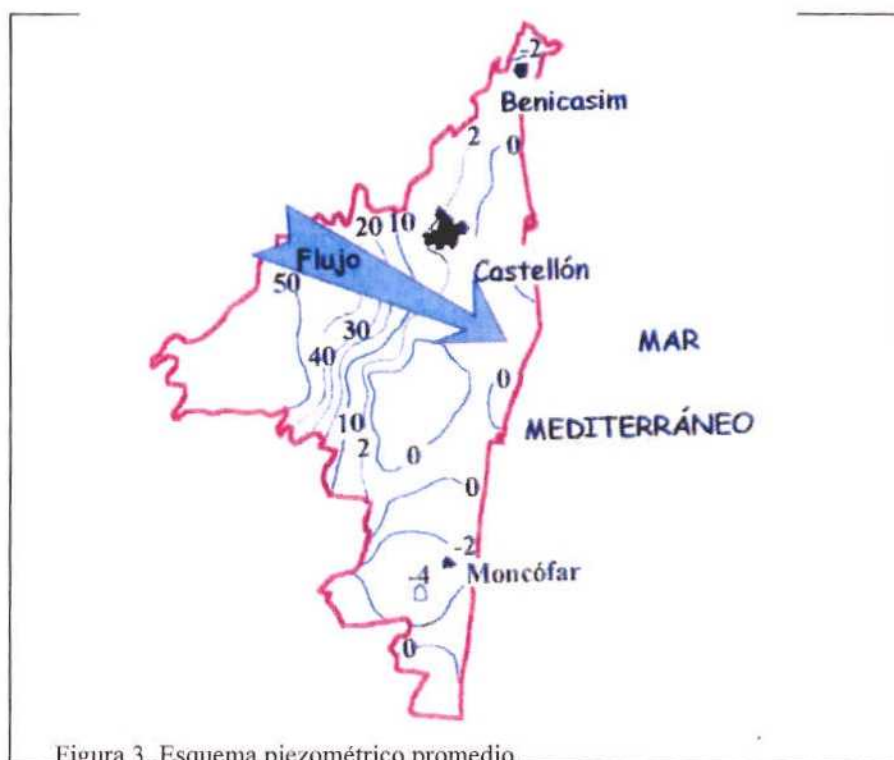 -2
Benicasim
2
0
20 10
Flujo
Castellón
50
30
MAR
40
0
MEDITERRÁNEO
10
2
0
0
-2
Moncófar
-4
0
Figura 3. Esquema piezométrico promedio